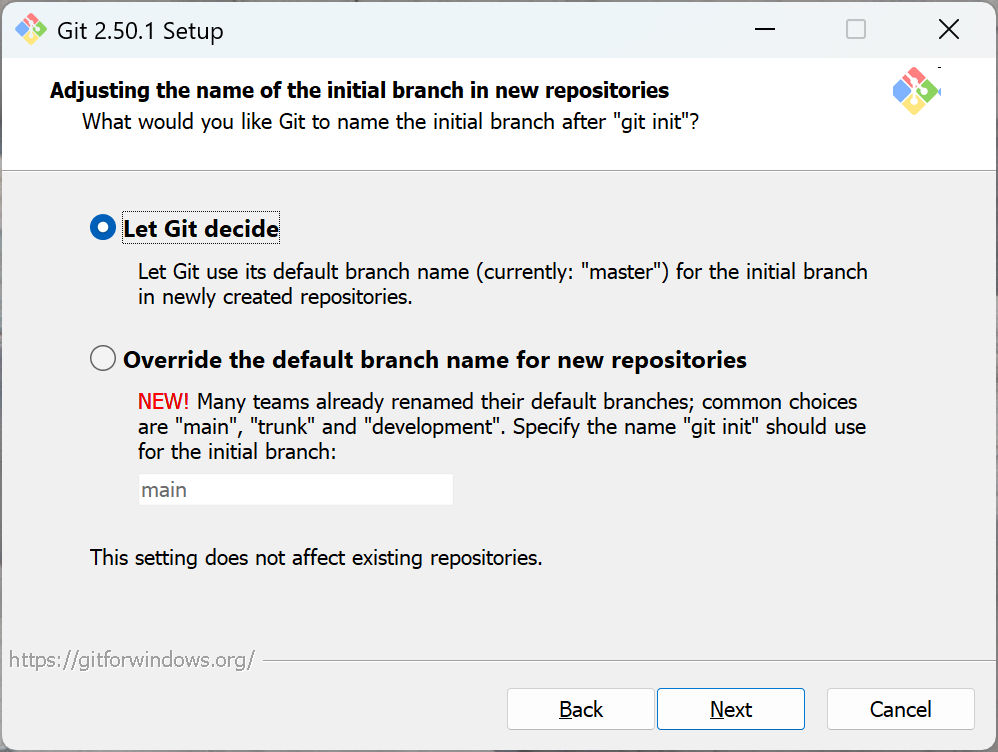 Git 2.50.1 Setup
Adjusting the name of the initial branch in new repositories
What would you like Git to name the initial branch after "git init"?
Let Git decide
Let Git use its default branch name (currently: "master") for the initial branch
in newly created repositories.
Override the default branch name for new repositories
NEW! Many teams already renamed their default branches; common choices
are "main", "trunk" and "development". Specify the name "git init" should use
for the initial branch:
main
This setting does not affect existing repositories.
https://gitforwindows.org/
Back
Next
Cancel